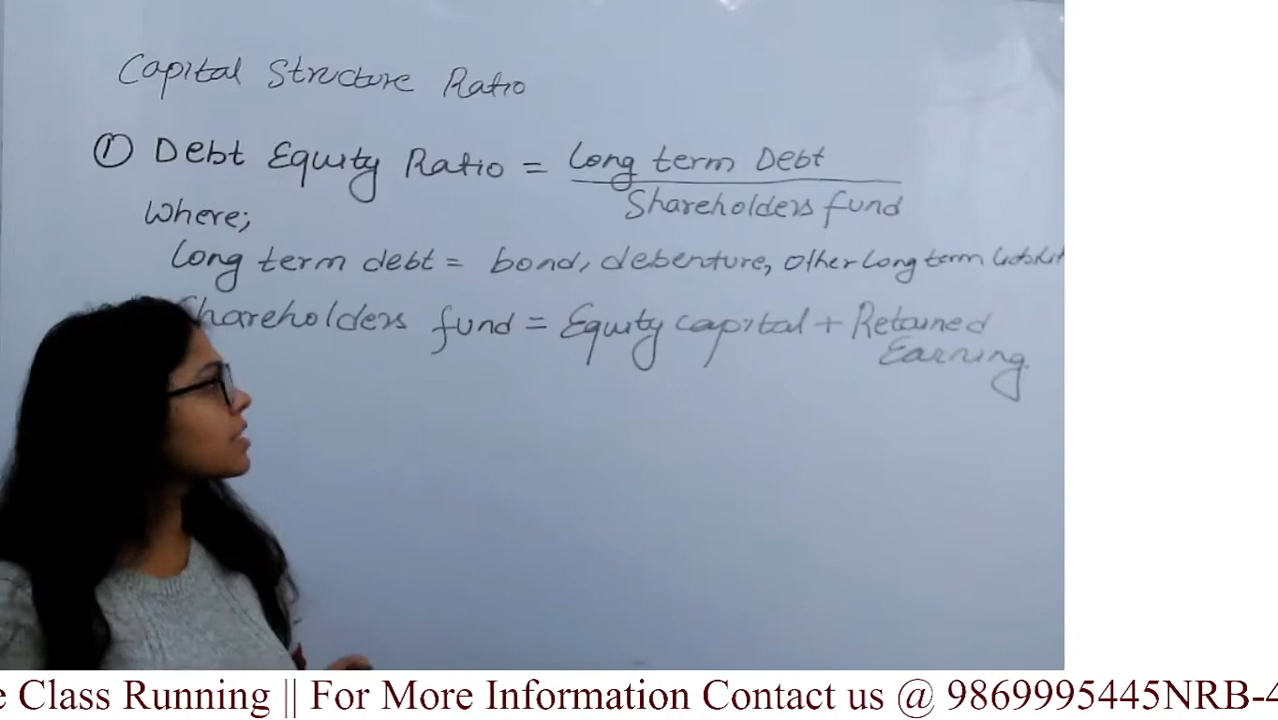 Capital Structure Ratio
① Debt Equity Ratio = Long term Debt
Shareholders fund
Where;
Long term debt = bond, debenture, other Long term
Shareholders fund = Equity capital + Retained
Earning.
e Class Running || For More Information Contact us @ 9869995445NRB-4